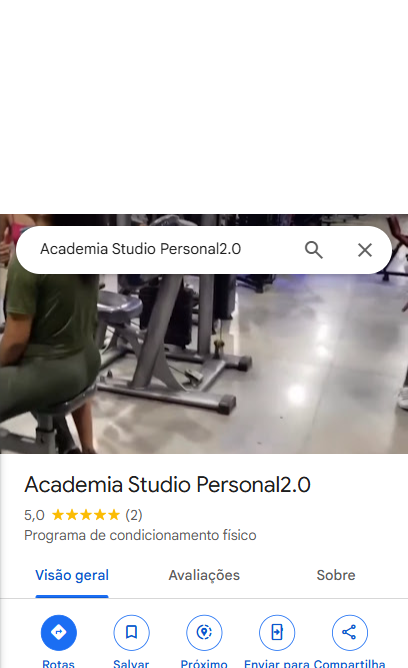 Academia Studio Personal2.0
Academia Studio Personal2.0
5,0 (2)
Programa de condicionamento físico
Visão geral Avaliações Sobre
Rotas Salvar Próximo Enviar para Compartilha